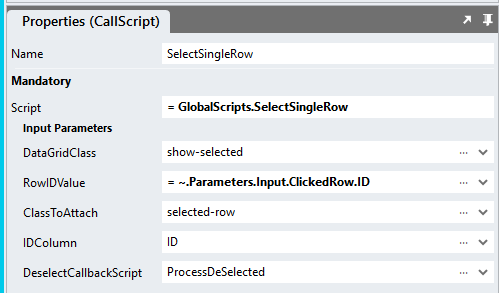 Properties (CallScript)
Name SelectSingleRow
Mandatory
Script = GlobalScripts.SelectSingleRow
Input Parameters
DataGridClass show-selected ...
RowIDValue = ~.Parameters.Input.ClickedRow.ID ...
ClassToAttach selected-row ...
IDColumn ID ...
DeselectCallbackScript ProcessDeSelected ...